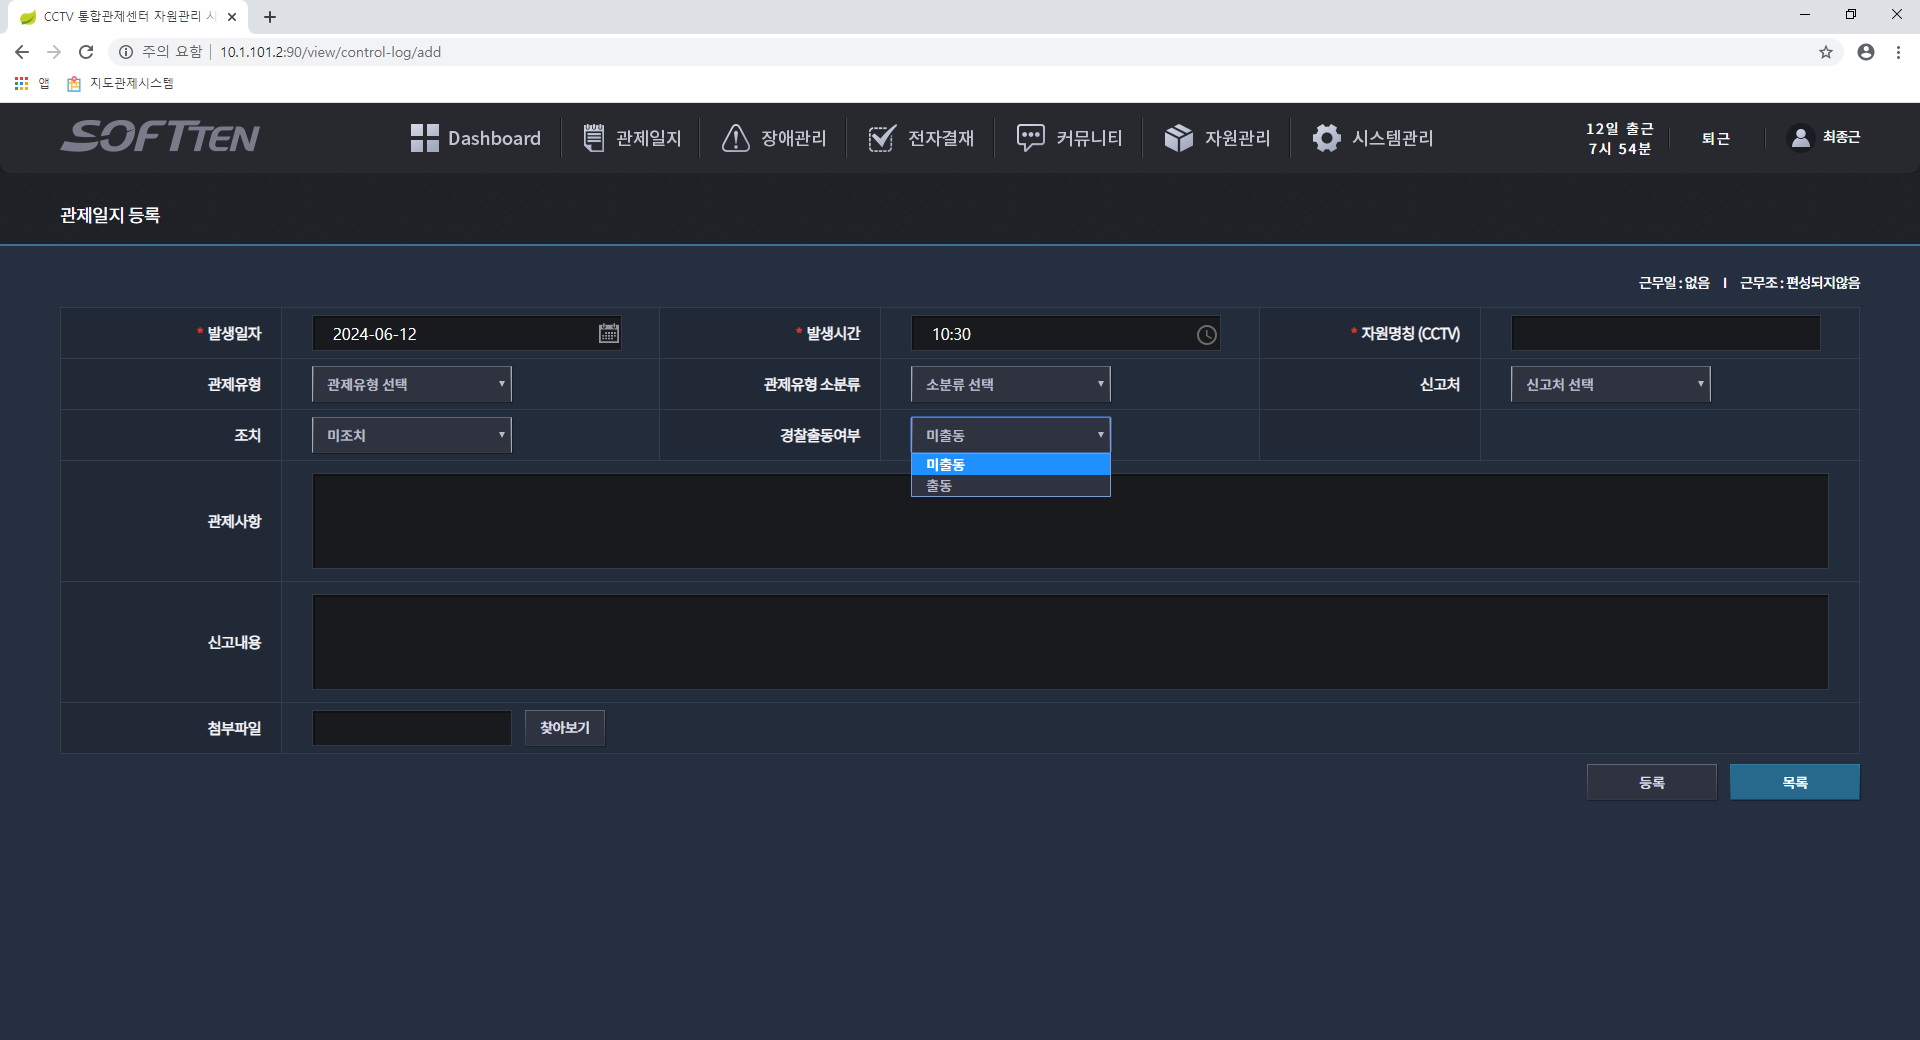 CCTV 통합관제센터 자원관리 시
주의 요함 10.1.101.2:90/view/control-log/add
앱 지도관제시스템
SOFTTEN
Dashboard 관제일지 장애관리 전자결재 커뮤니티 자원관리 시스템관리
12일 출근
7시 54분
퇴근 최종근
관제일지 등록
근무일 : 없음 I 근무조 : 편성되지않음
* 발생일자 2024-06-12 * 발생시간 10:30 * 자원명칭 (CCTV)
관제유형 관제유형 선택 관제유형 소분류 소분류 선택 신고처 신고처 선택
조치 미조치 경찰출동여부 미출동
미출동
출동
관제사항
신고내용
첨부파일 찾아보기
등록 목록